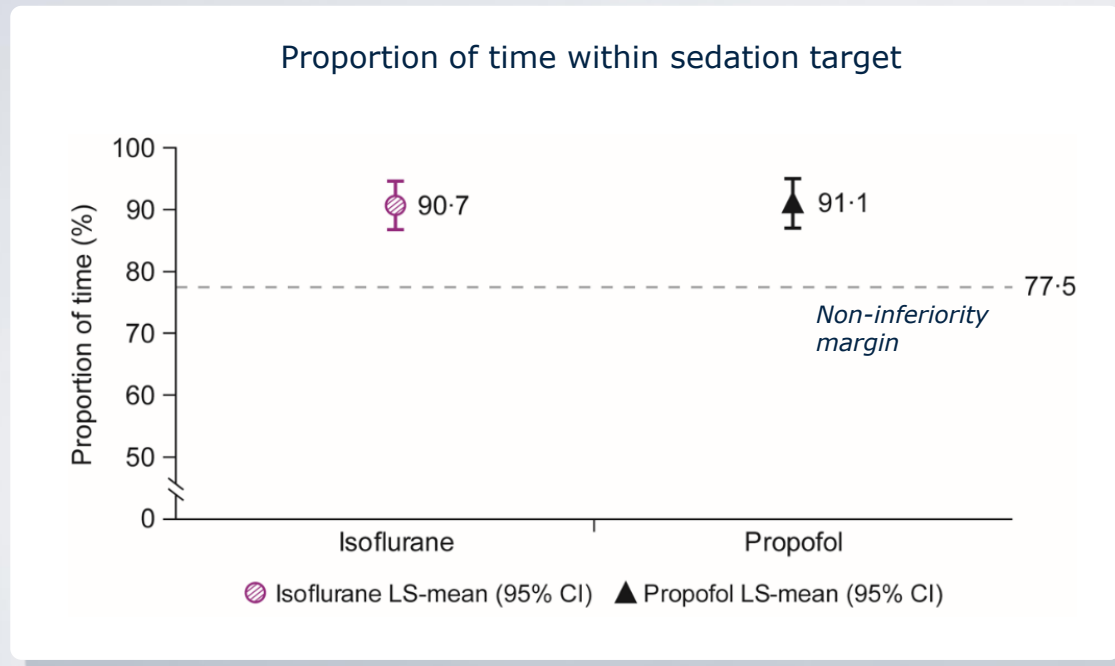 Proportion of time within sedation target
Proportion of time (%)
100
90
80
70
60
50
0
90·7
91·1
77·5
Non-inferiority
margin
Isoflurane
Propofol
Isoflurane LS-mean (95% CI)
Propofol LS-mean (95% CI)